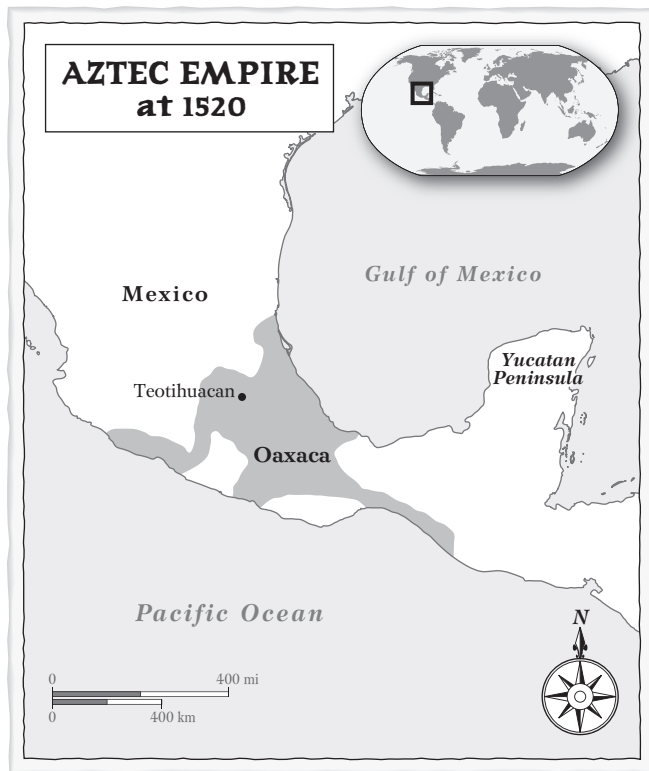 AZTEC EMPIRE
at 1520
Gulf of Mexico
Mexico
Yucatan
Peninsula
Teotihuacan
Oaxaca
Pacific Ocean
N
0 400 mi
0 400 km